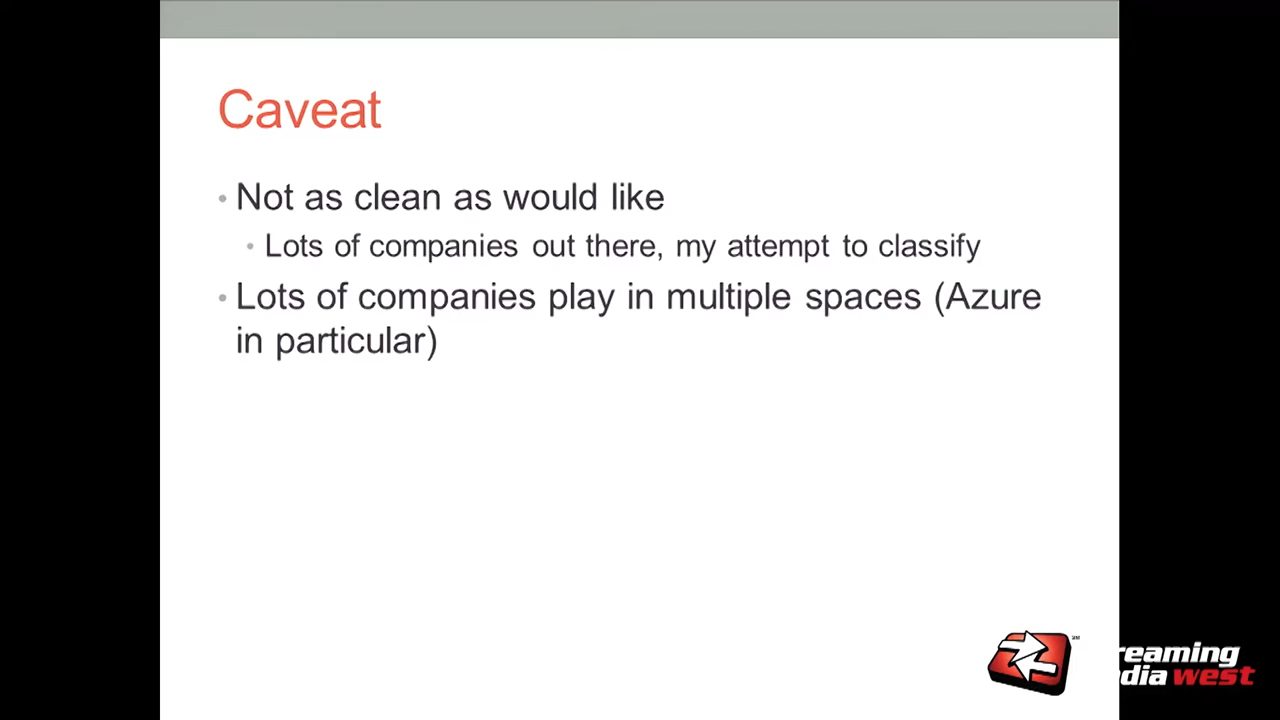 Caveat
• Not as clean as would like
• Lots of companies out there, my attempt to classify
• Lots of companies play in multiple spaces (Azure
in particular)
reaming
dia west